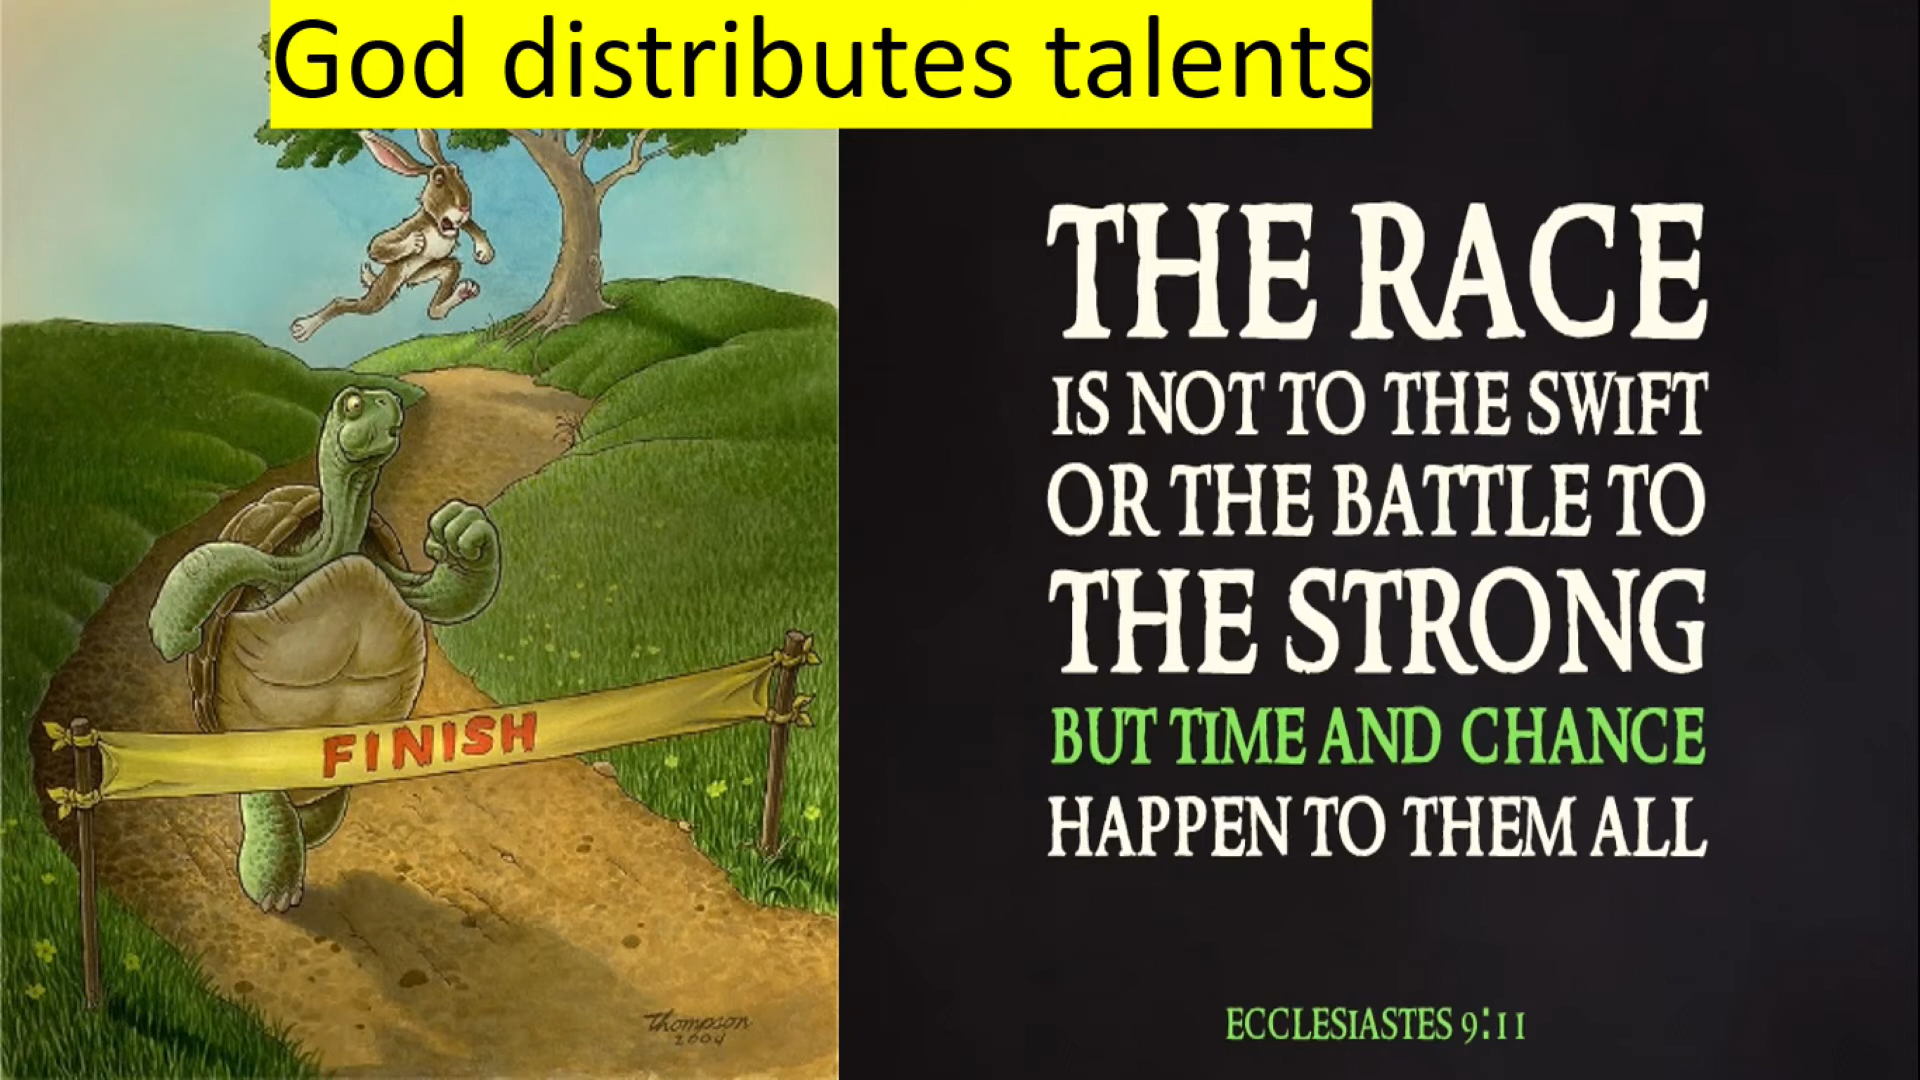 God distributes talents
THE RACE
IS NOT TO THE SWIFT
OR THE BATTLE TO
THE STRONG
BUT TIME AND CHANCE
HAPPEN TO THEM ALL
ECCLESIASTES 9:11
FINISH
Thompson
2004